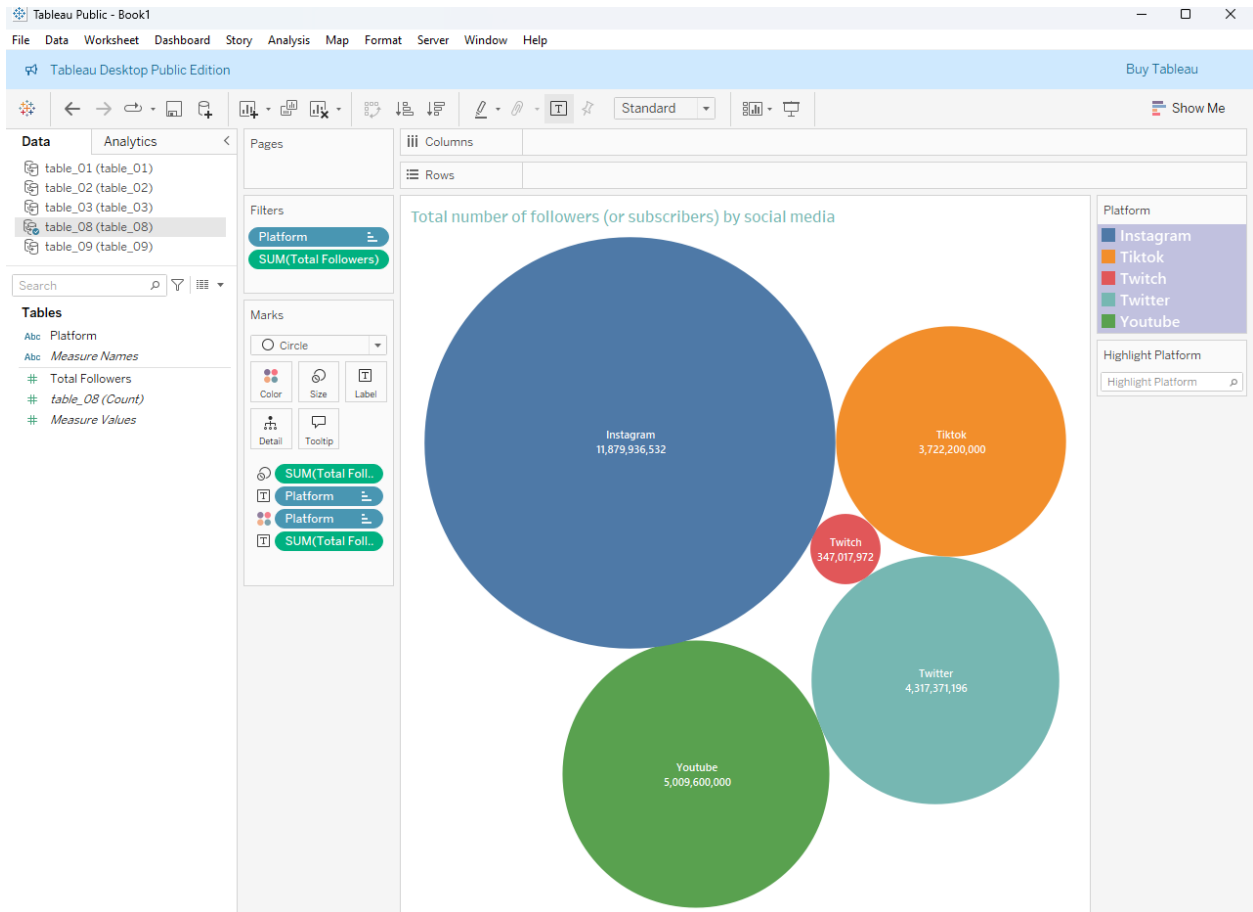 Tableau Public - Book1
File Data Worksheet Dashboard Story Analysis Map Format Server Window Help
Tableau Desktop Public Edition
Buy Tableau
Standard
Show Me
Data Analytics
table_01 (table_01)
table_02 (table_02)
table_03 (table_03)
table_08 (table_08)
table_09 (table_09)
Search
Tables
Abc Platform
Abc Measure Names
# Total Followers
# table_08 (Count)
# Measure Values
Pages
Filters
Platform
SUM(Total Followers)
Marks
Circle
Color Size Label
Detail Tooltip
SUM(Total Foll..
Platform
Platform
SUM(Total Foll..
Columns
Rows
Total number of followers (or subscribers) by social media
Instagram
11,879,936,532
Tiktok
3,722,200,000
Twitch
347,017,972
Twitter
4,317,371,196
Youtube
5,009,600,000
Platform
Instagram
Tiktok
Twitch
Twitter
Youtube
Highlight Platform
Highlight Platform